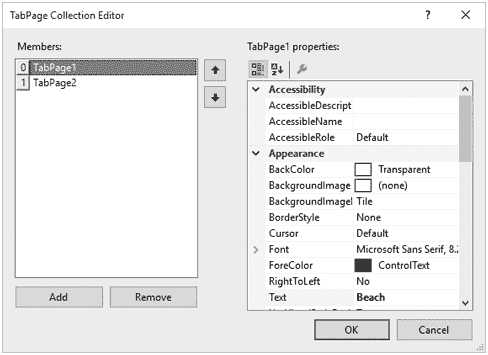 TabPage Collection Editor ? ×
Members:
0 TabPage1
1 TabPage2
Add Remove
TabPage1 properties:
Accessibility
AccessibleDescript
AccessibleName
AccessibleRole Default
Appearance
BackColor Transparent
BackgroundImage (none)
BackgroundImageI Tile
BorderStyle None
Cursor Default
Font Microsoft Sans Serif, 8.2
ForeColor ControlText
RightToLeft No
Text Beach
OK Cancel